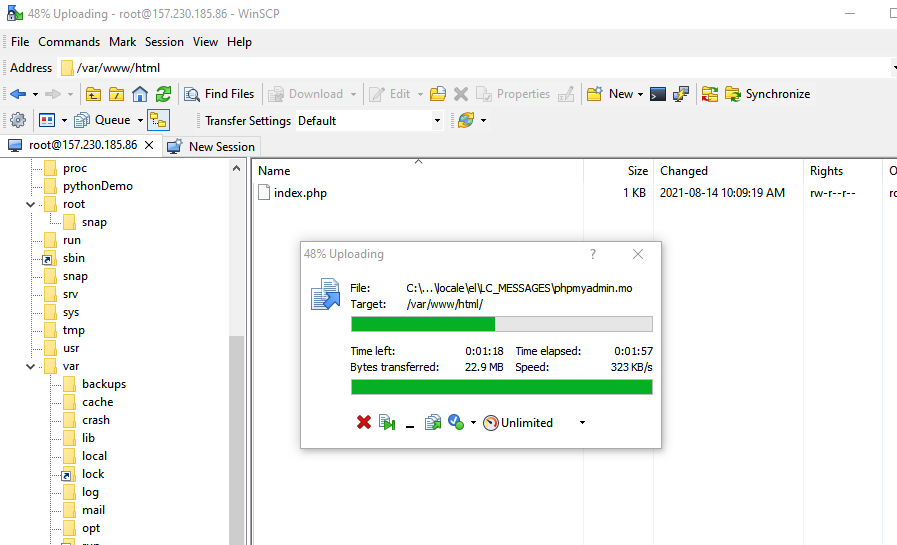 48% Uploading - root@157.230.185.86 - WinSCP
File Commands Mark Session View Help
Address /var/www/html
Find Files Download Edit Properties New Synchronize
Queue Transfer Settings Default
root@157.230.185.86 New Session
Name Size Changed Rights
index.php 1 KB 2021-08-14 10:09:19 AM rw-r--r--
proc
pythonDemo
root
snap
run
sbin
snap
srv
sys
tmp
usr
var
backups
cache
crash
lib
local
lock
log
mail
opt
48% Uploading ?
File: C:\...\locale\el\LC_MESSAGES\phpmyadmin.mo
Target: /var/www/html/
Time left: 0:01:18 Time elapsed: 0:01:57
Bytes transferred: 22.9 MB Speed: 323 KB/s
Unlimited